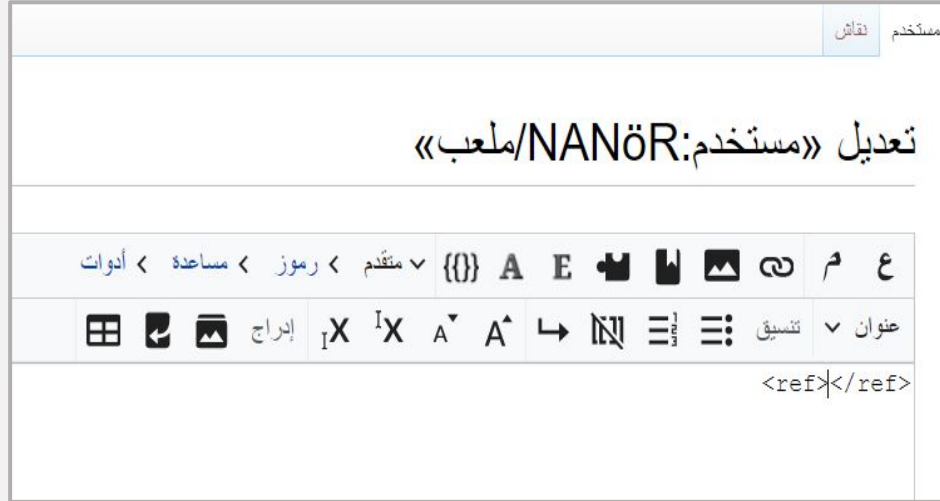 مستخدم نقاش
تعديل «مستخدم:NANöR/ملعب»
ع م E A {{}} متقدم رموز مساعدة أدوات
عنوان تنسيق A A X I X I إدراج
<ref></ref>